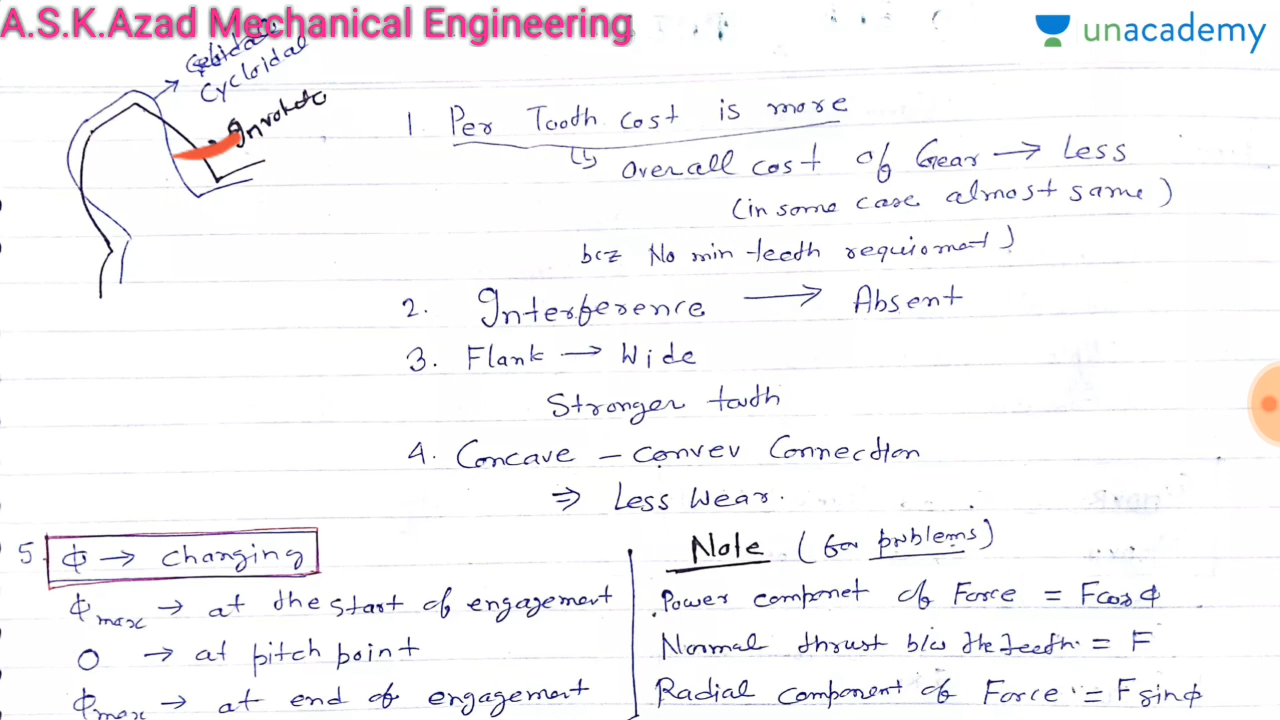 A.S.K.Azad Mechanical Engineering
unacademy
Cycloidal
1. Per Tooth cost is more
↳ overall cost of Gear → Less
(in some case almost same)
bcz No min teeth requirement)
2. Interference → Absent
3. Flank → Wide
Stronger tooth
4. Concave - convex Connection
⇒ Less Wear.
5. ϕ → changing
ϕmax → at the start of engagement
O → at pitch point
ϕmax → at end of engagement
Note (for problems)
Power componet of Force = Fcosϕ
Normal thrust b/w the teeth. = F
Radial component of Force = Fsinϕ